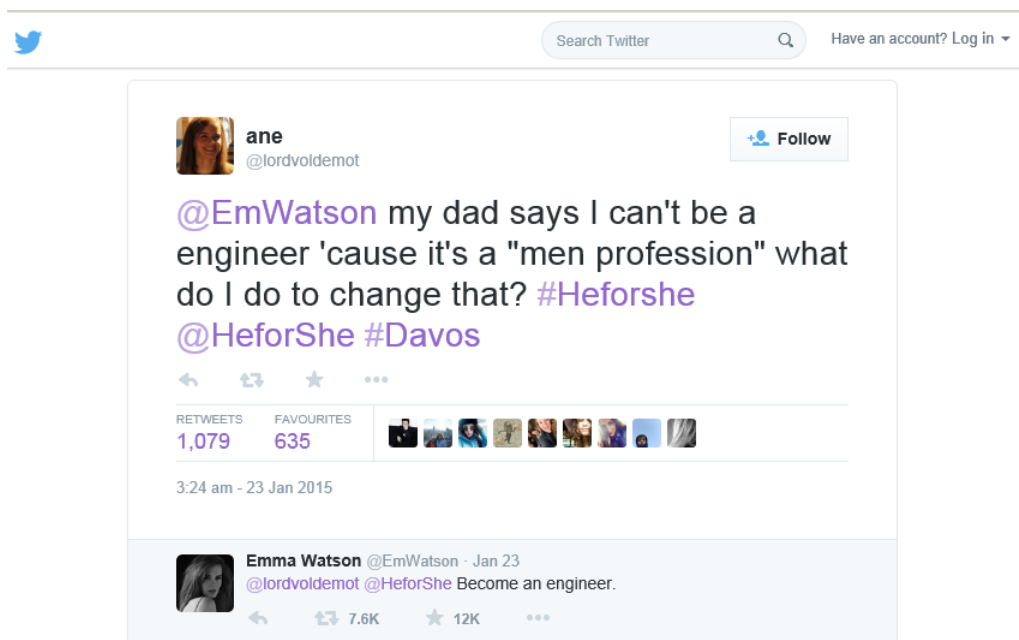 Search Twitter
Have an account? Log in
ane
@lordvoldemot
Follow
@EmWatson my dad says I can't be a
engineer 'cause it's a "men profession" what
do I do to change that? #Heforshe
@HeforShe #Davos
RETWEETS FAVOURITES
1,079 635
3:24 am - 23 Jan 2015
Emma Watson @EmWatson · Jan 23
@lordvoldemot @HeforShe Become an engineer.
7.6K 12K